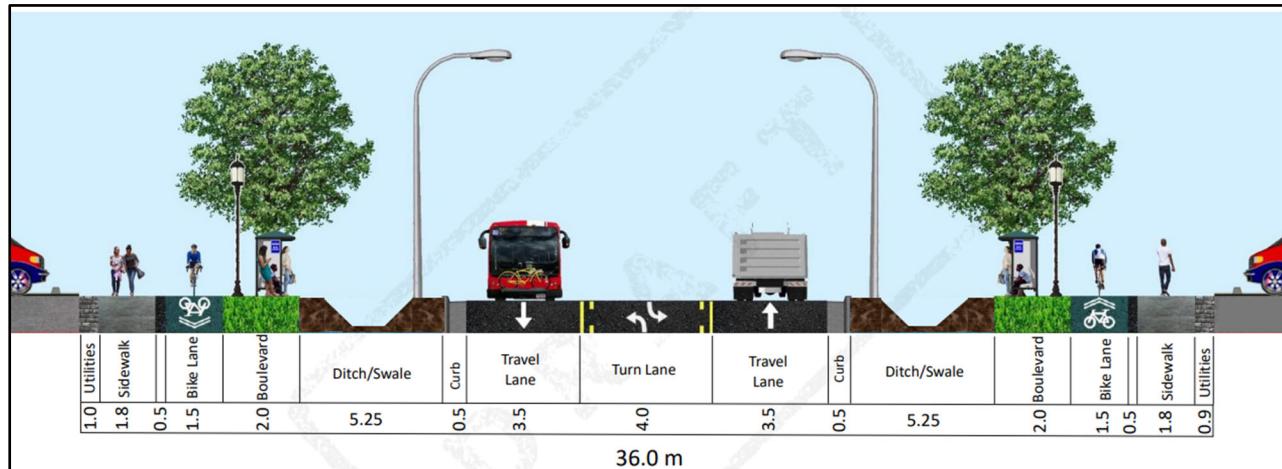 Utilities
Sidewalk
Bike Lane
Boulevard
Ditch/Swale
Curb
Travel
Lane
Turn Lane
Travel
Lane
Curb
Ditch/Swale
Boulevard
Bike Lane
Sidewalk
Utilities
1.0
1.8
0.5
1.5
2.0
5.25
0.5
3.5
4.0
3.5
0.5
5.25
2.0
1.5
0.5
1.8
0.9
36.0 m